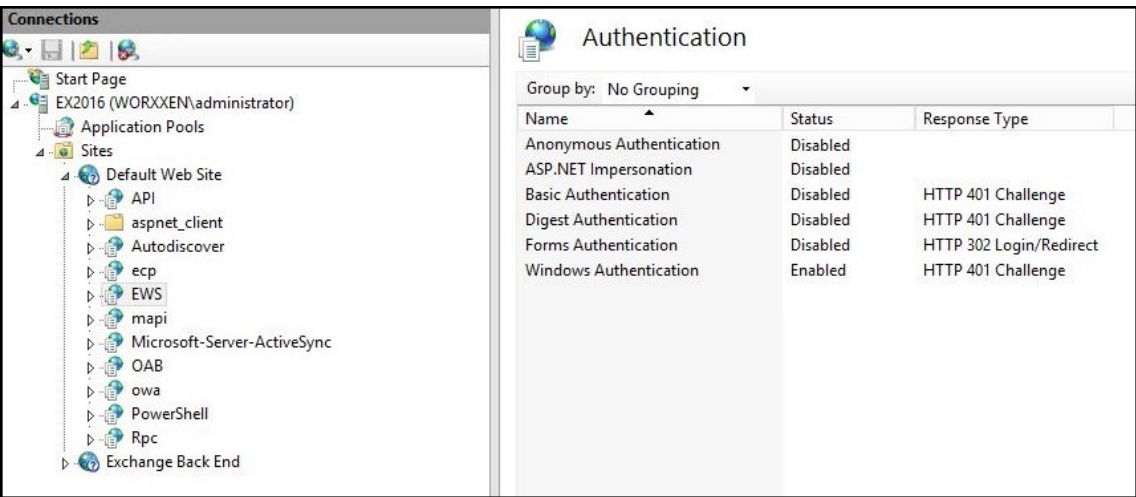 Connections
Start Page
EX2016 (WORXXEN\administrator)
Application Pools
Sites
Default Web Site
API
aspnet_client
Autodiscover
ecp
EWS
mapi
Microsoft-Server-ActiveSync
OAB
owa
PowerShell
Rpc
Exchange Back End
Authentication
Group by: No Grouping
Name Status Response Type
Anonymous Authentication Disabled
ASP.NET Impersonation Disabled
Basic Authentication Disabled HTTP 401 Challenge
Digest Authentication Disabled HTTP 401 Challenge
Forms Authentication Disabled HTTP 302 Login/Redirect
Windows Authentication Enabled HTTP 401 Challenge